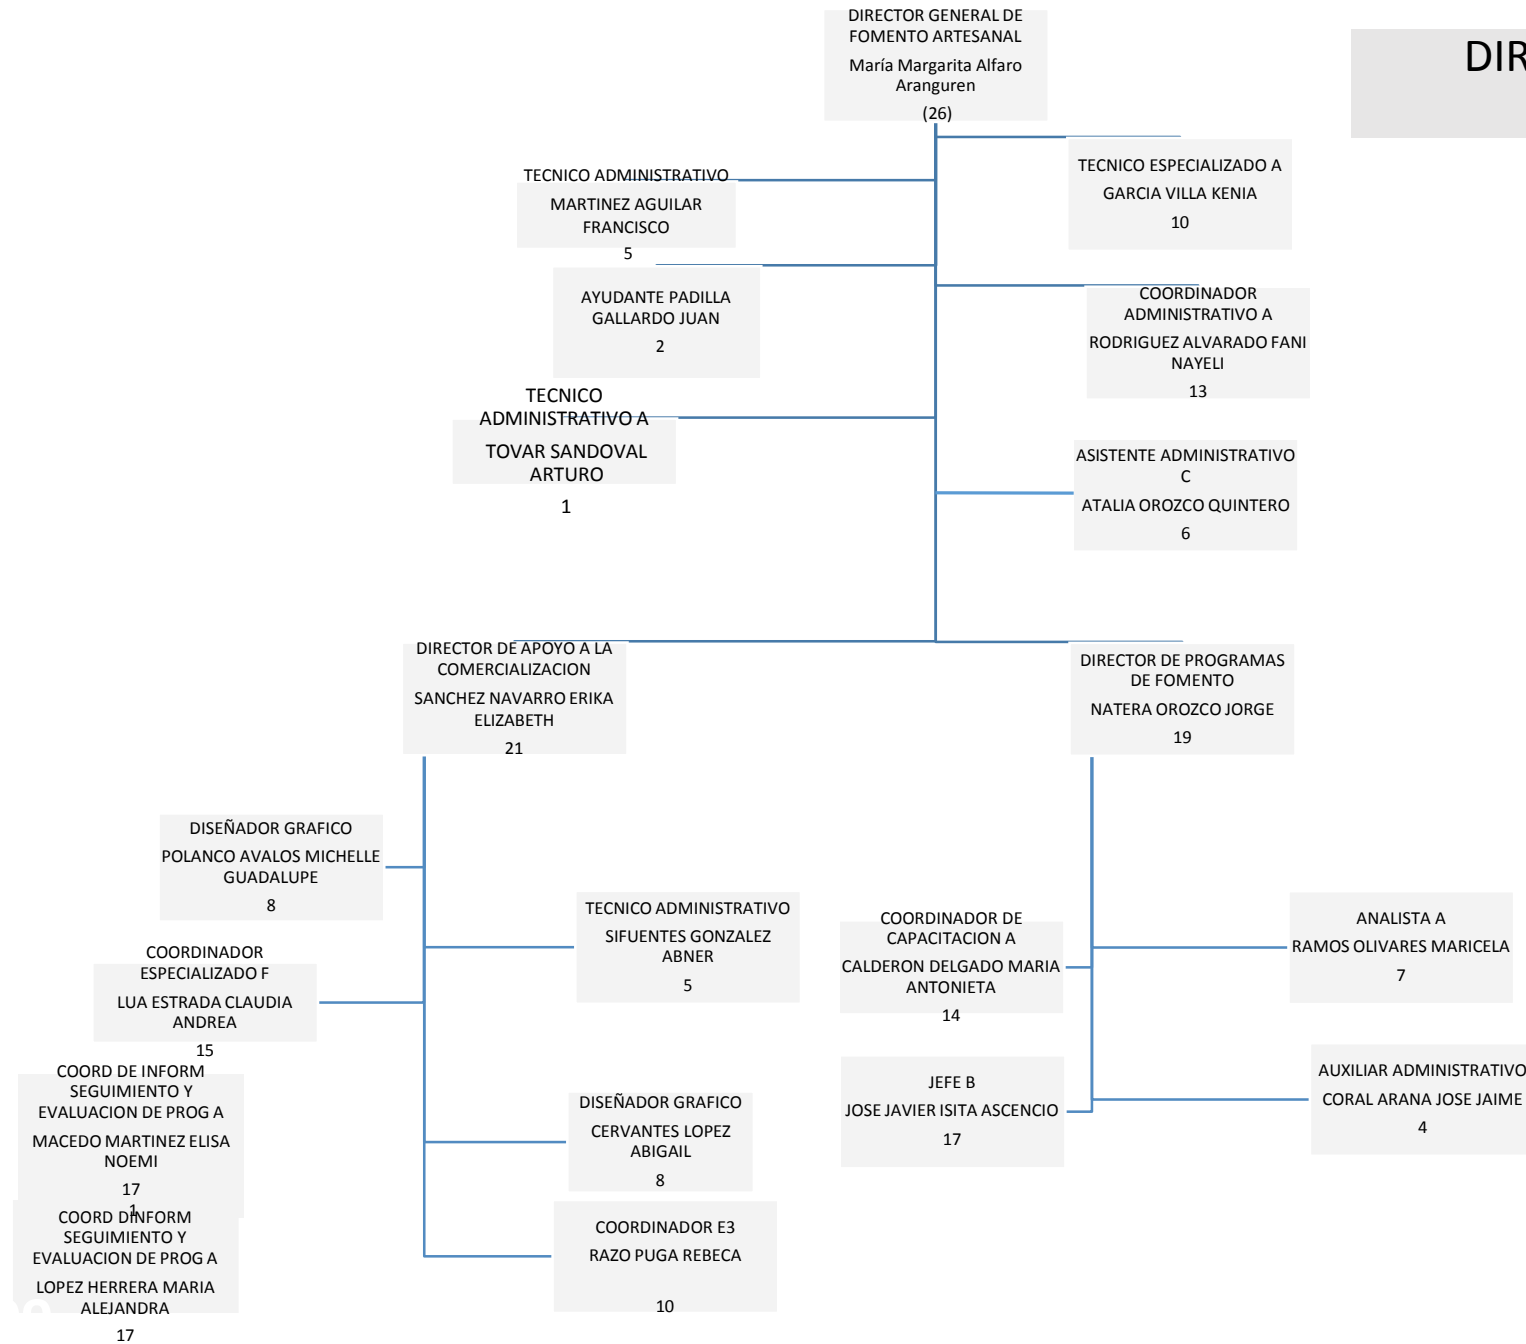 DIRECTOR GENERAL DE
FOMENTO ARTESANAL
María Margarita Alfaro
Aranguren
(26)
DIR
TECNICO ESPECIALIZADO A
GARCIA VILLA KENIA
10
TECNICO ADMINISTRATIVO
MARTINEZ AGUILAR
FRANCISCO
5
AYUDANTE PADILLA
GALLARDO JUAN
2
COORDINADOR
ADMINISTRATIVO A
RODRIGUEZ ALVARADO FANI
NAYELI
13
TECNICO
ADMINISTRATIVO A
TOVAR SANDOVAL
ARTURO
1
ASISTENTE ADMINISTRATIVO
C
ATALIA OROZCO QUINTERO
6
DIRECTOR DE APOYO A LA
COMERCIALIZACION
SANCHEZ NAVARRO ERIKA
ELIZABETH
21
DIRECTOR DE PROGRAMAS
DE FOMENTO
NATERA OROZCO JORGE
19
DISEÑADOR GRAFICO
POLANCO AVALOS MICHELLE
GUADALUPE
8
TECNICO ADMINISTRATIVO
SIFUENTES GONZALEZ
ABNER
5
COORDINADOR DE
CAPACITACION A
CALDERON DELGADO MARIA
ANTONIETA
14
ANALISTA A
RAMOS OLIVARES MARICELA
7
COORDINADOR
ESPECIALIZADO F
LUA ESTRADA CLAUDIA
ANDREA
15
COORD DE INFORM
SEGUIMIENTO Y
EVALUACION DE PROG A
MACEDO MARTINEZ ELISA
NOEMI
17
1
JEFE B
JOSE JAVIER ISITA ASCENCIO
17
AUXILIAR ADMINISTRATIVO
CORAL ARANA JOSE JAIME
4
DISEÑADOR GRAFICO
CERVANTES LOPEZ
ABIGAIL
8
COORD DINFORM
SEGUIMIENTO Y
EVALUACION DE PROG A
LOPEZ HERRERA MARIA
ALEJANDRA
17
COORDINADOR E3
RAZO PUGA REBECA
10